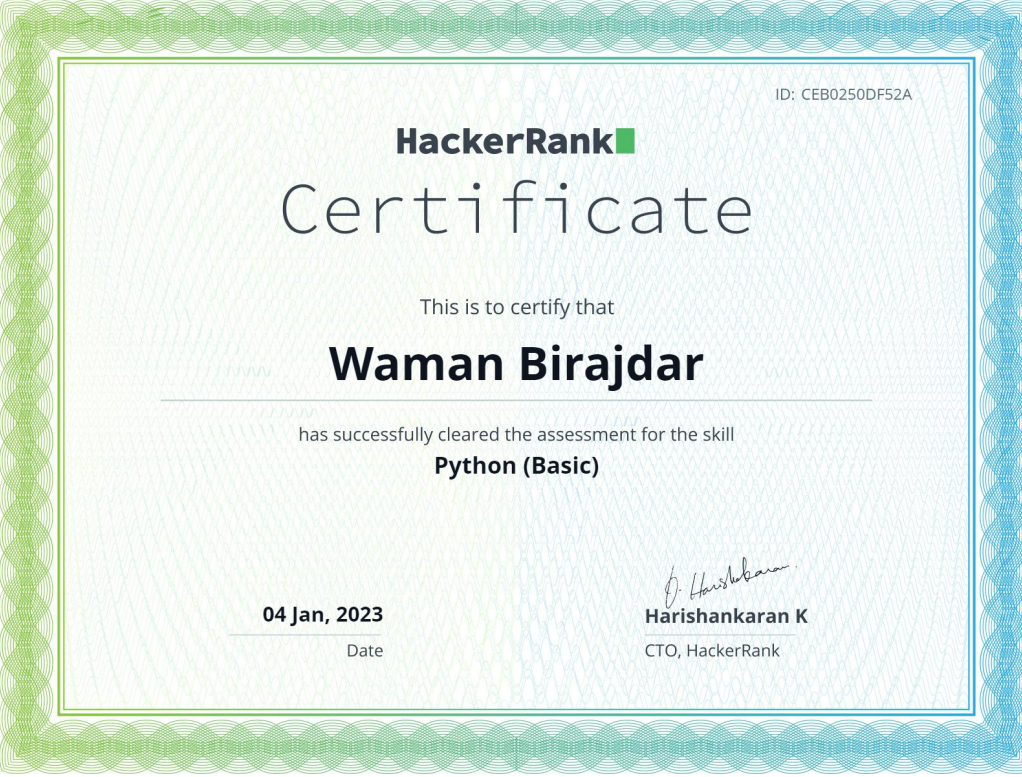 ID: CEB0250DF52A
HackerRank
Certificate
This is to certify that
Waman Birajdar
has successfully cleared the assessment for the skill
Python (Basic)
04 Jan, 2023
Date
Harishankaran K
CTO, HackerRank